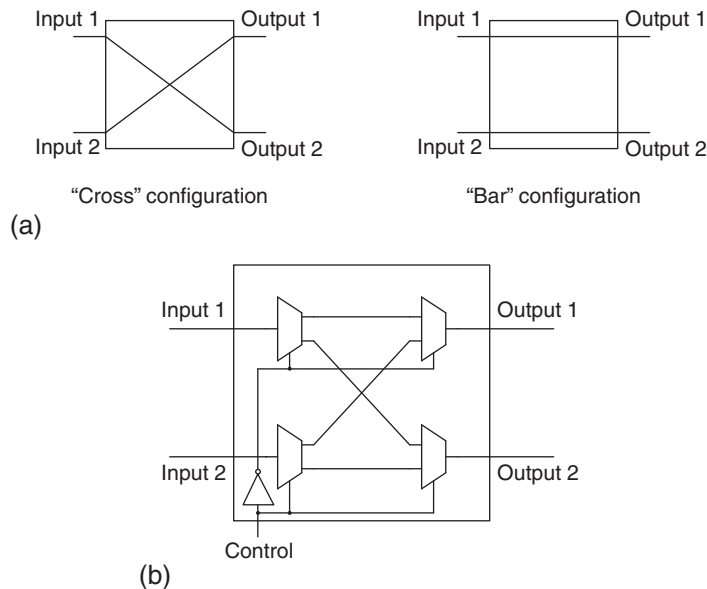 Input 1
Output 1
Input 2
Output 2
“Cross” configuration
Input 1
Output 1
Input 2
Output 2
“Bar” configuration
(a)
Input 1
Output 1
Input 2
Output 2
Control
(b)